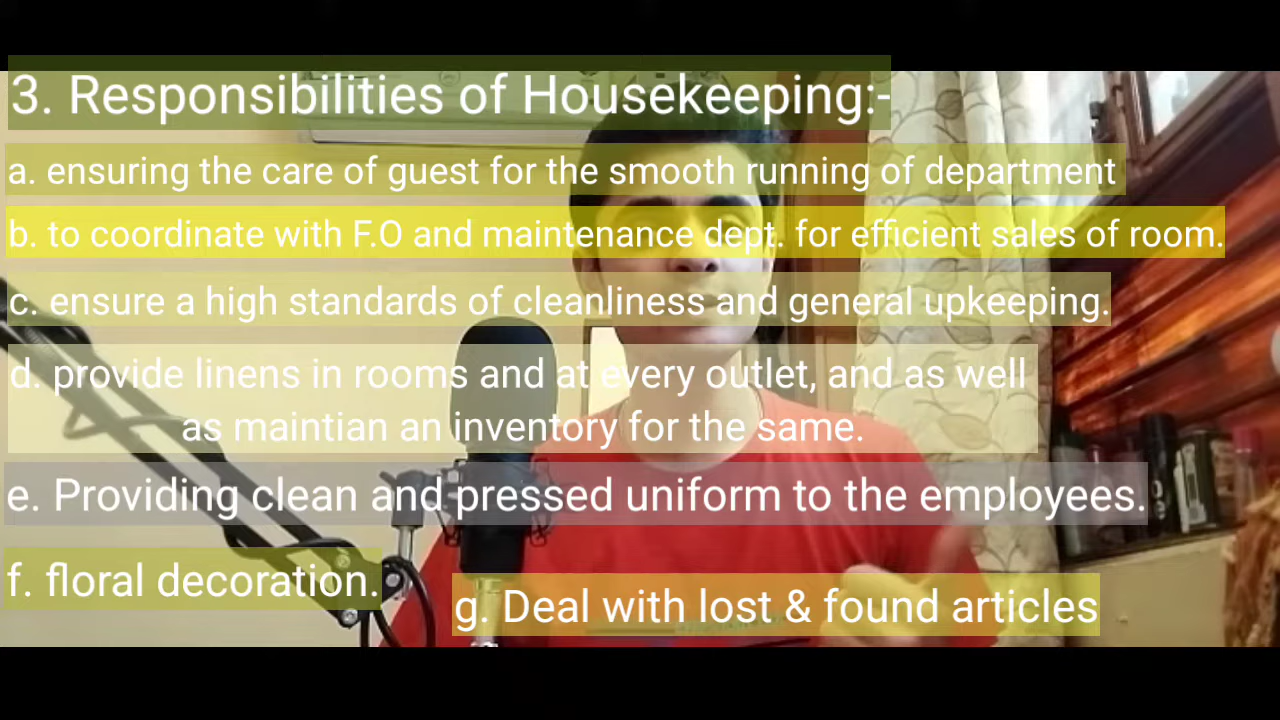 3. Responsibilities of Housekeeping:-
a. ensuring the care of guest for the smooth running of department
b. to coordinate with F.O and maintenance dept. for efficient sales of room.
c. ensure a high standards of cleanliness and general upkeeping.
d. provide linens in rooms and at every outlet, and as well
as maintian an inventory for the same.
e. Providing clean and pressed uniform to the employees.
f. floral decoration.
g. Deal with lost & found articles